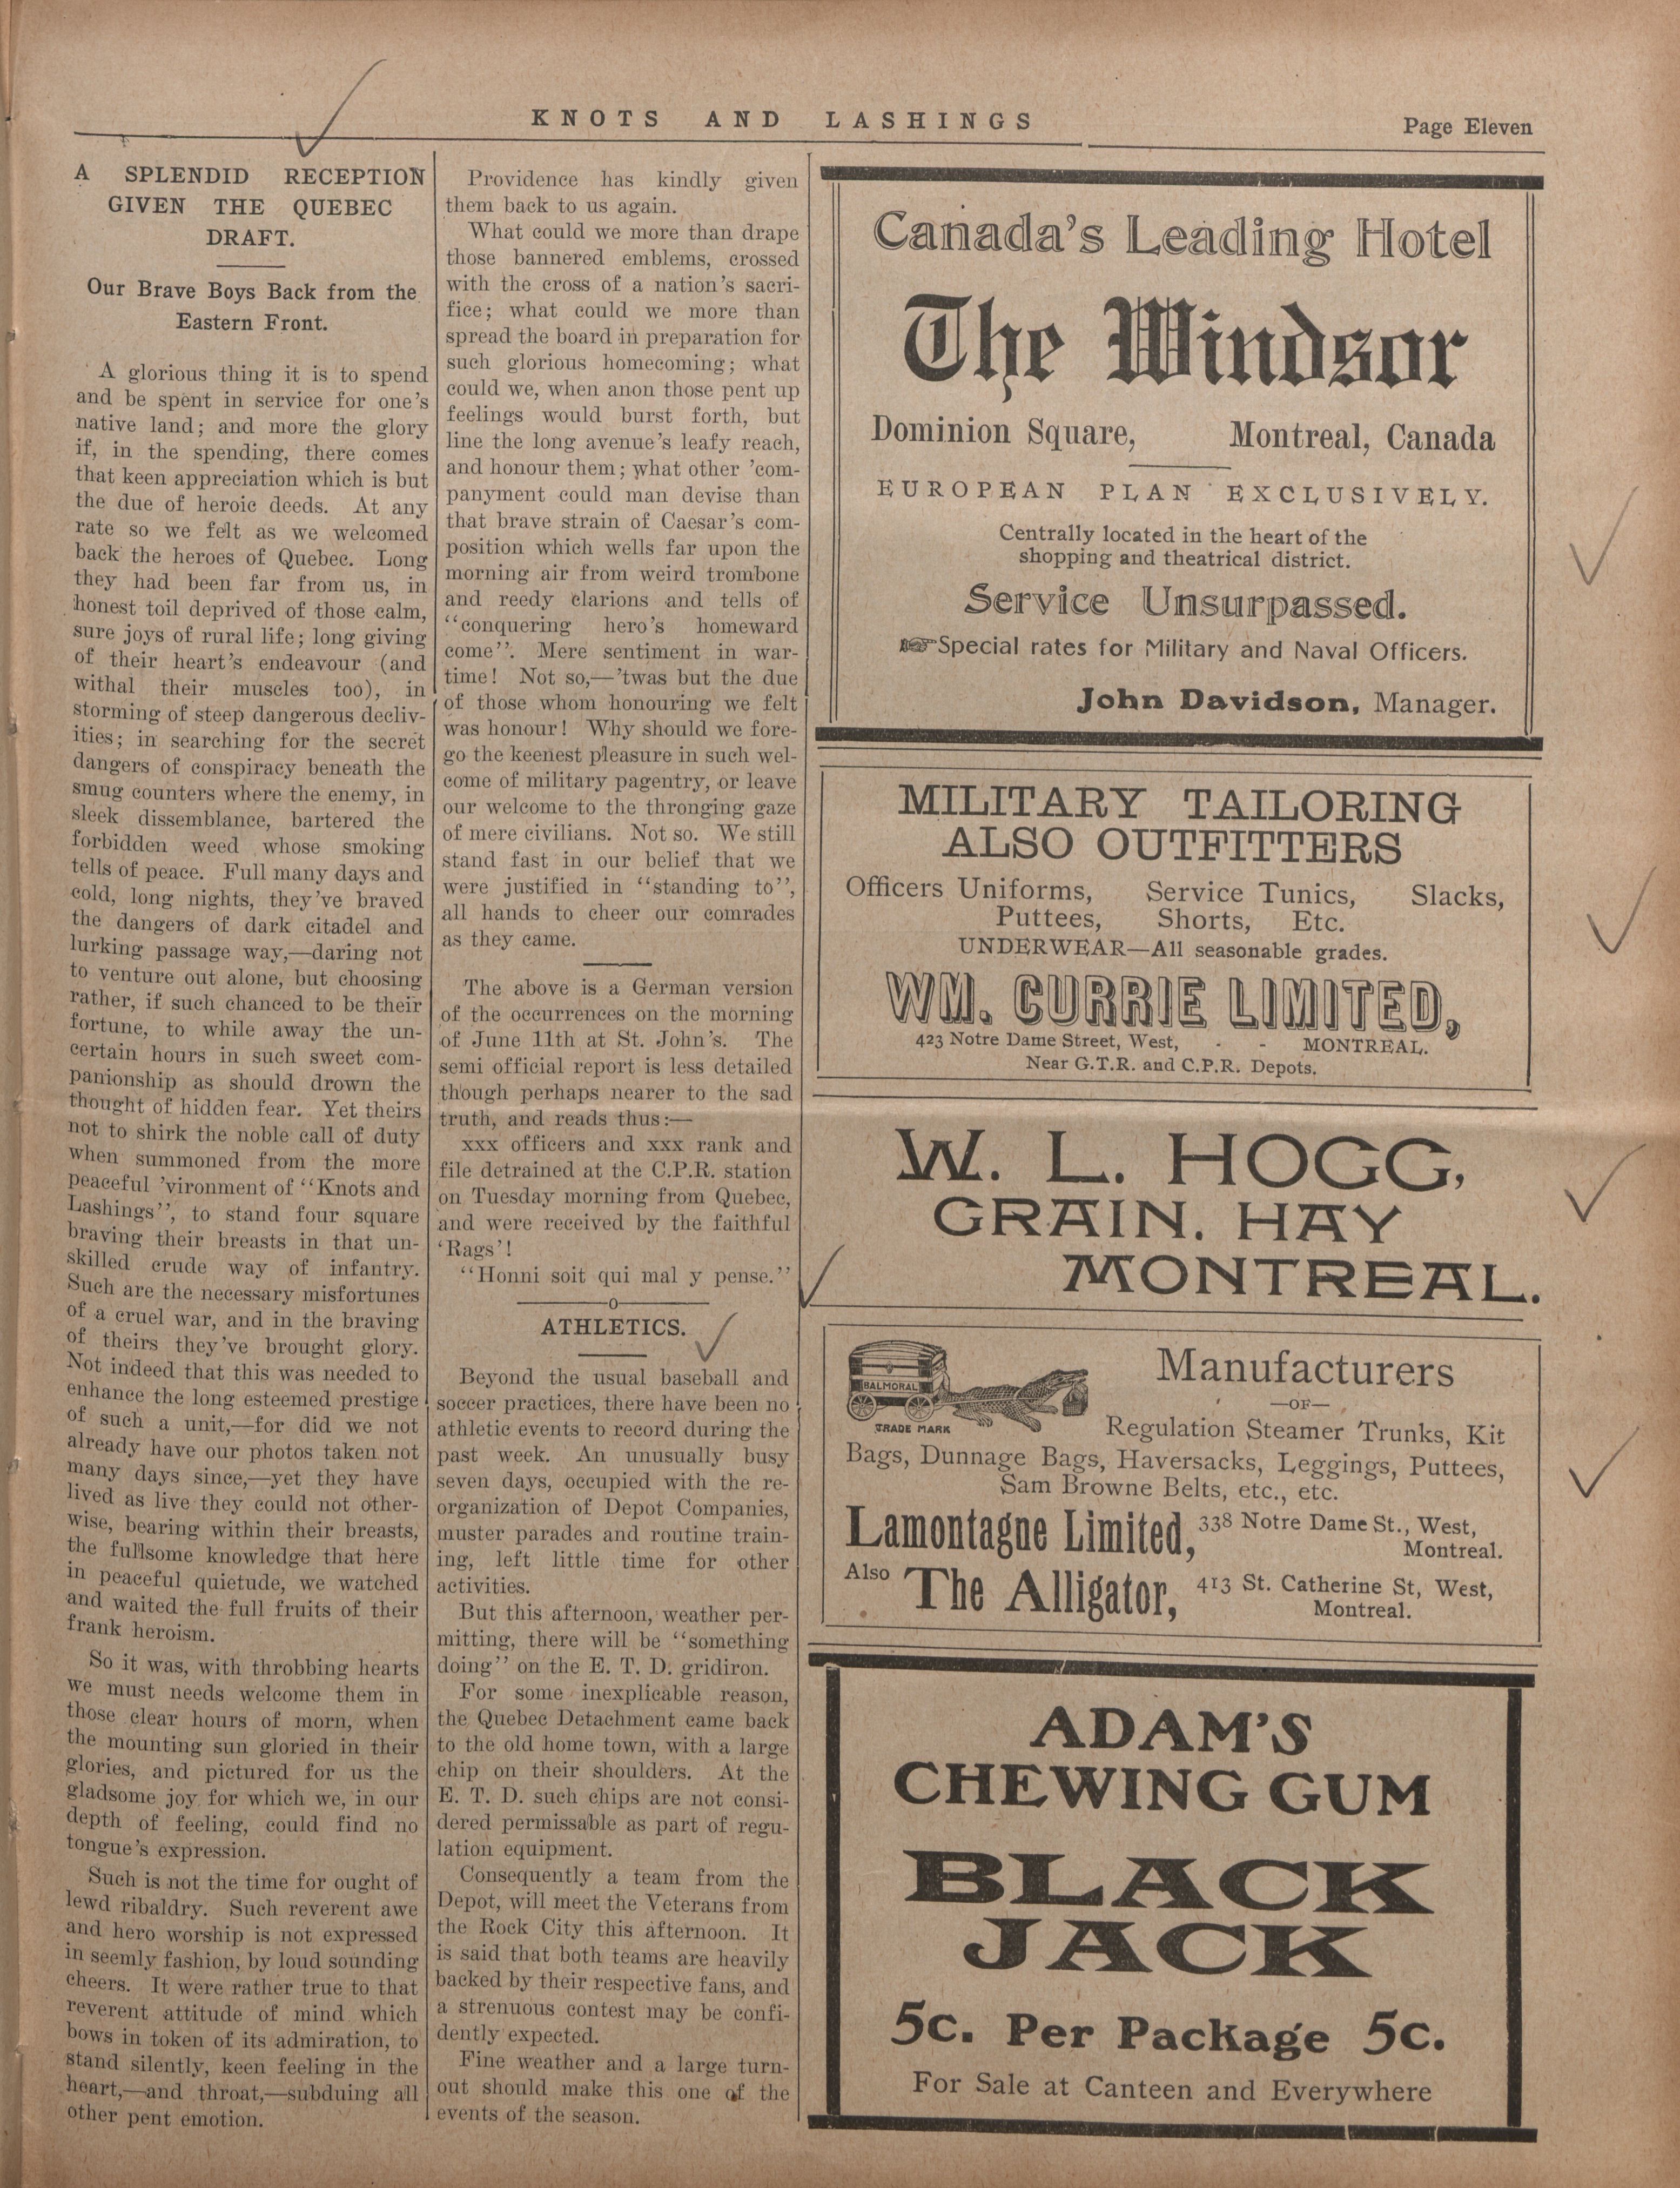 KNOTS AND LASHINGS
Page Eleven
A SPLENDID RECEPTION
GIVEN THE QUEBEC
DRAFT.
Our Brave Boys Back from the
Eastern Front.
A glorious thing it is to spend
and be spent in service for one's
native land; and more the glory
if, in the spending, there comes
that keen appreciation which is but
the due of heroic deeds. At any
rate so we felt as we welcomed
back the heroes of Quebec. Long
they had been far from us, in
honest toil deprived of those calm,
sure joys of rural life; long giving
of their heart's endeavour (and
withal their muscles too), in
storming of steep dangerous decliv-
ities; in searching for the secret
dangers of conspiracy beneath the
smug counters where the enemy, in
sleek dissemblance, bartered the
forbidden weed whose smoking
tells of peace. Full many days and
cold, long nights, they've braved
the dangers of dark citadel and
lurking passage way,—daring not
to venture out alone, but choosing
rather, if such chanced to be their
fortune, to while away the un-
certain hours in such sweet com-
panionship as should drown the
thought of hidden fear. Yet theirs
not to shirk the noble call of duty
when summoned from the more
peaceful 'vironment of "Knots and
Lashings", to stand four square
braving their breasts in that un-
skilled crude way of infantry.
Such are the necessary misfortunes
of a cruel war, and in the braving
of theirs they've brought glory.
Not indeed that this was needed to
enhance the long esteemed prestige
of such a unit,—for did we not
already have our photos taken not
many days since,—yet they have
lived as live they could not other-
wise, bearing within their breasts,
the fullsome knowledge that here
in peaceful quietude, we watched
and waited the full fruits of their
frank heroism.
So it was, with throbbing hearts
we must needs welcome them in
those clear hours of morn, when
the mounting sun gloried in their
glories, and pictured for us the
gladsome joy for which we, in our
depth of feeling, could find no
tongue's expression.
Such is not the time for ought of
lewd ribaldry. Such reverent awe
and hero worship is not expressed
in seemly fashion, by loud sounding
cheers. It were rather true to that
reverent attitude of mind which
bows in token of its admiration, to
stand silently, keen feeling in the
heart,—and throat,—subduing all
other pent emotion.
Providence has kindly given
them back to us again.
What could we more than drape
those bannered emblems, crossed
with the cross of a nation's sacri-
fice; what could we more than
spread the board in preparation for
such glorious homecoming; what
could we, when anon those pent up
feelings would burst forth, but
line the long avenue's leafy reach,
and honour them; what other 'com-
panyment could man devise than
that brave strain of Caesar's com-
position which wells far upon the
morning air from weird trombone
and reedy clarions and tells of
"conquering hero's homeward
come". Mere sentiment in war-
time! Not so,—'twas but the due
of those whom honouring we felt
was honour! Why should we fore-
go the keenest pleasure in such wel-
come of military pagentry, or leave
our welcome to the thronging gaze
of mere civilians. Not so. We still
stand fast in our belief that we
were justified in "standing to",
all hands to cheer our comrades
as they came.
The above is a German version
of the occurrences on the morning
of June 11th at St. John's. The
semi official report is less detailed
though perhaps nearer to the sad
truth, and reads thus:—
xxx officers and xxx rank and
file detrained at the C.P.R. station
on Tuesday morning from Quebec,
and were received by the faithful
'Rags'!
"Honni soit qui mal y pense."
o
ATHLETICS.
Beyond the usual baseball and
soccer practices, there have been no
athletic events to record during the
past week. An unusually busy
seven days, occupied with the re-
organization of Depot Companies,
muster parades and routine train-
ing, left little time for other
activities.
But this afternoon, weather per-
mitting, there will be "something
doing" on the E. T. D. gridiron.
For some inexplicable reason,
the Quebec Detachment came back
to the old home town, with a large
chip on their shoulders. At the
E. T. D. such chips are not consi-
dered permissable as part of regu-
lation equipment.
Consequently a team from the
Depot, will meet the Veterans from
the Rock City this afternoon. It
is said that both teams are heavily
backed by their respective fans, and
a strenuous contest may be confi-
dently expected.
Fine weather and a large turn-
out should make this one of the
events of the season.
Canada's Leading Hotel
The Windsor
Dominion Square, Montreal, Canada
EUROPEAN PLAN EXCLUSIVELY.
Centrally located in the heart of the
shopping and theatrical district.
Service Unsurpassed.
Special rates for Military and Naval Officers.
John Davidson, Manager.
MILITARY TAILORING
ALSO OUTFITTERS
Officers Uniforms, Service Tunics, Slacks,
Puttees, Shorts, Etc.
UNDERWEAR—All seasonable grades.
WM. CURRIE LIMITED,
423 Notre Dame Street, West, - - MONTREAL.
Near G.T.R. and C.P.R. Depots.
W. L. HOGG,
GRAIN. HAY
MONTREAL.
BALMORAL
TRADE MARK
Manufacturers
—OF—
Regulation Steamer Trunks, Kit
Bags, Dunnage Bags, Haversacks, Leggings, Puttees,
Sam Browne Belts, etc., etc.
Lamontagne Limited, 338 Notre Dame St., West,
Montreal.
Also The Alligator, 413 St. Catherine St, West,
Montreal.
ADAM'S
CHEWING GUM
BLACK
JACK
5c. Per Package 5c.
For Sale at Canteen and Everywhere